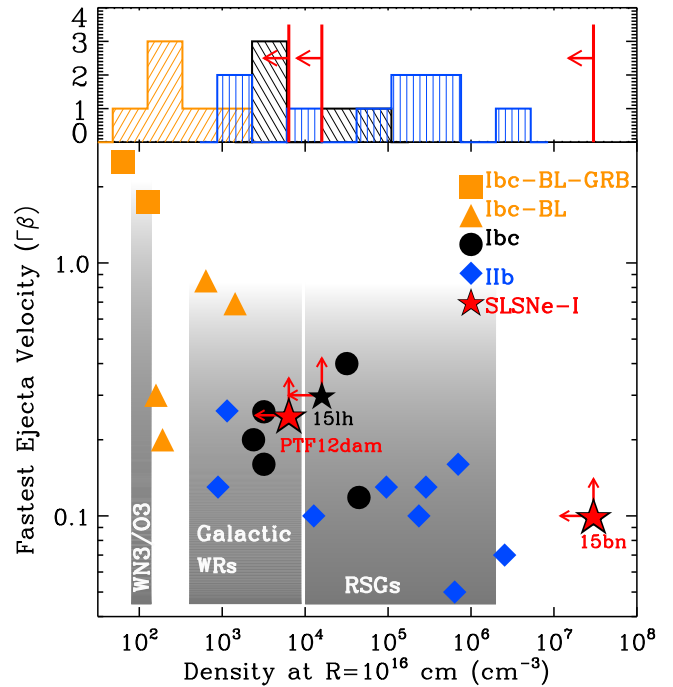 4
3
2
1
0
Ibc-BL-GRB
Ibc-BL
Ibc
IIb
SLSNe-I
1.0
0.1
Fastest Ejecta Velocity (Γβ)
15lh
PTF12dam
15bn
WN3/O3
Galactic
WRs
RSGs
10² 10³ 10⁴ 10⁵ 10⁶ 10⁷ 10⁸
Density at R=10¹⁶ cm (cm⁻³)